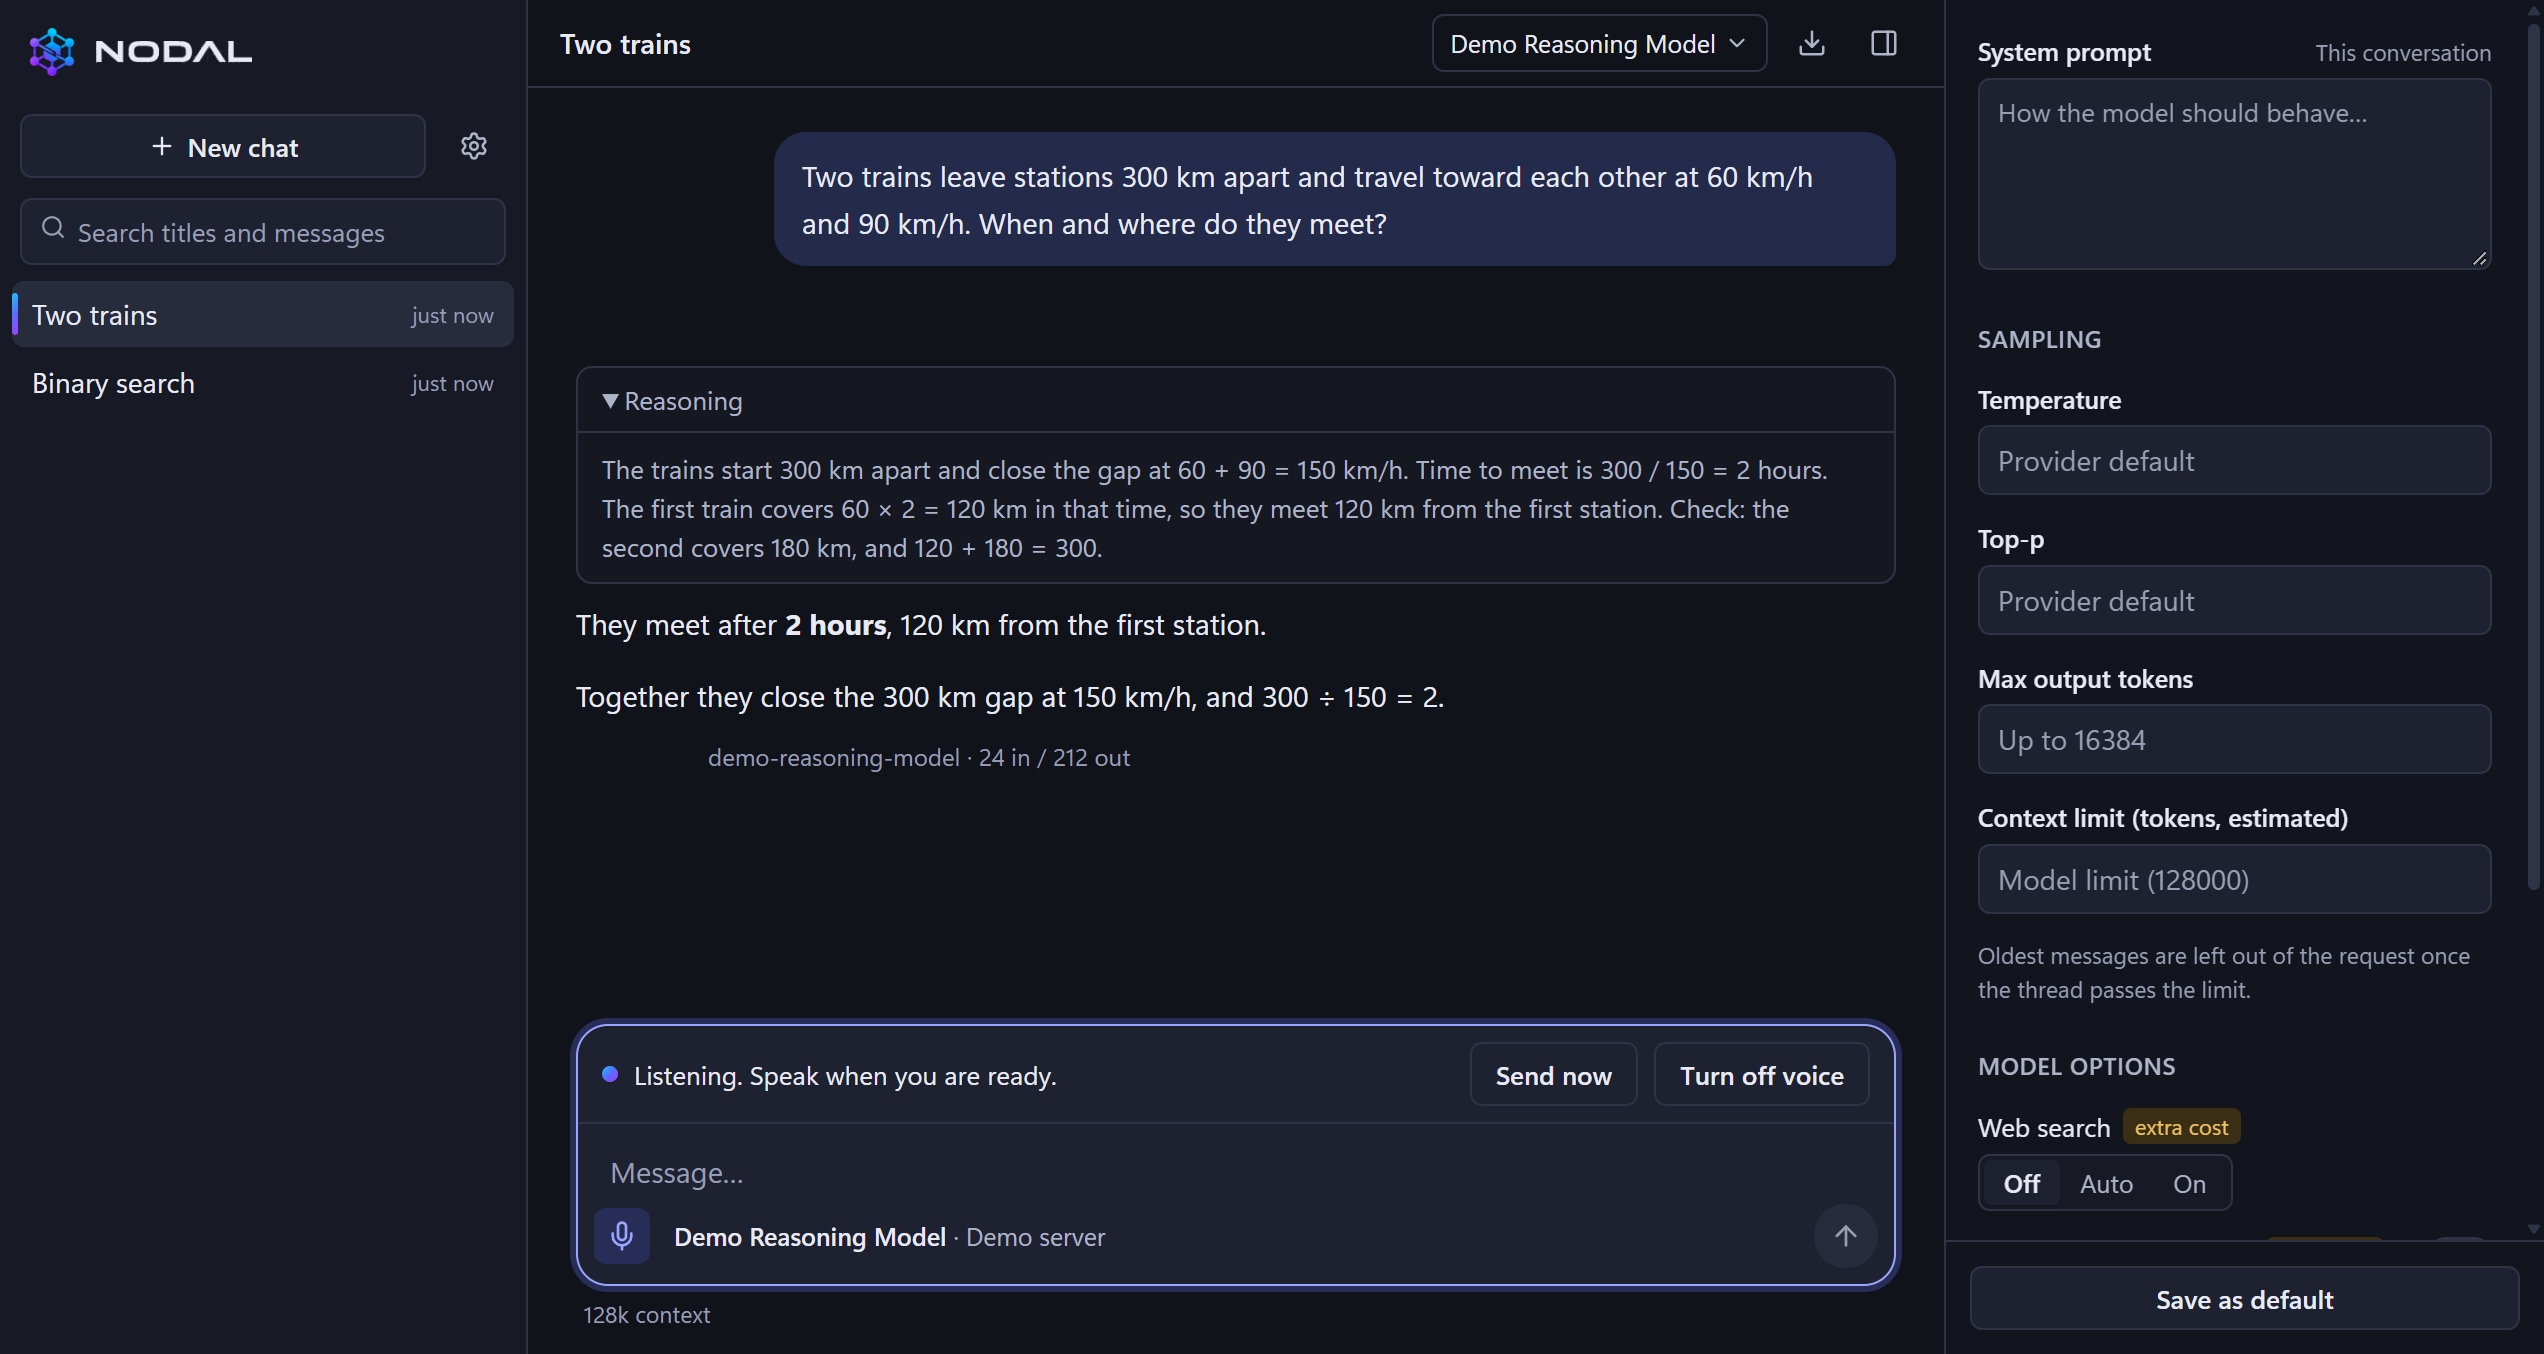 NODAL
New chat
Search titles and messages
Two trains just now
Binary search just now
Two trains
Demo Reasoning Model
Two trains leave stations 300 km apart and travel toward each other at 60 km/h
and 90 km/h. When and where do they meet?
Reasoning
The trains start 300 km apart and close the gap at 60 + 90 = 150 km/h. Time to meet is 300 / 150 = 2 hours.
The first train covers 60 × 2 = 120 km in that time, so they meet 120 km from the first station. Check: the
second covers 180 km, and 120 + 180 = 300.
They meet after 2 hours, 120 km from the first station.
Together they close the 300 km gap at 150 km/h, and 300 ÷ 150 = 2.
demo-reasoning-model · 24 in / 212 out
Listening. Speak when you are ready.
Send now
Turn off voice
Message...
Demo Reasoning Model · Demo server
128k context
System prompt
This conversation
How the model should behave...
SAMPLING
Temperature
Provider default
Top-p
Provider default
Max output tokens
Up to 16384
Context limit (tokens, estimated)
Model limit (128000)
Oldest messages are left out of the request once
the thread passes the limit.
MODEL OPTIONS
Web search extra cost
Off Auto On
Save as default